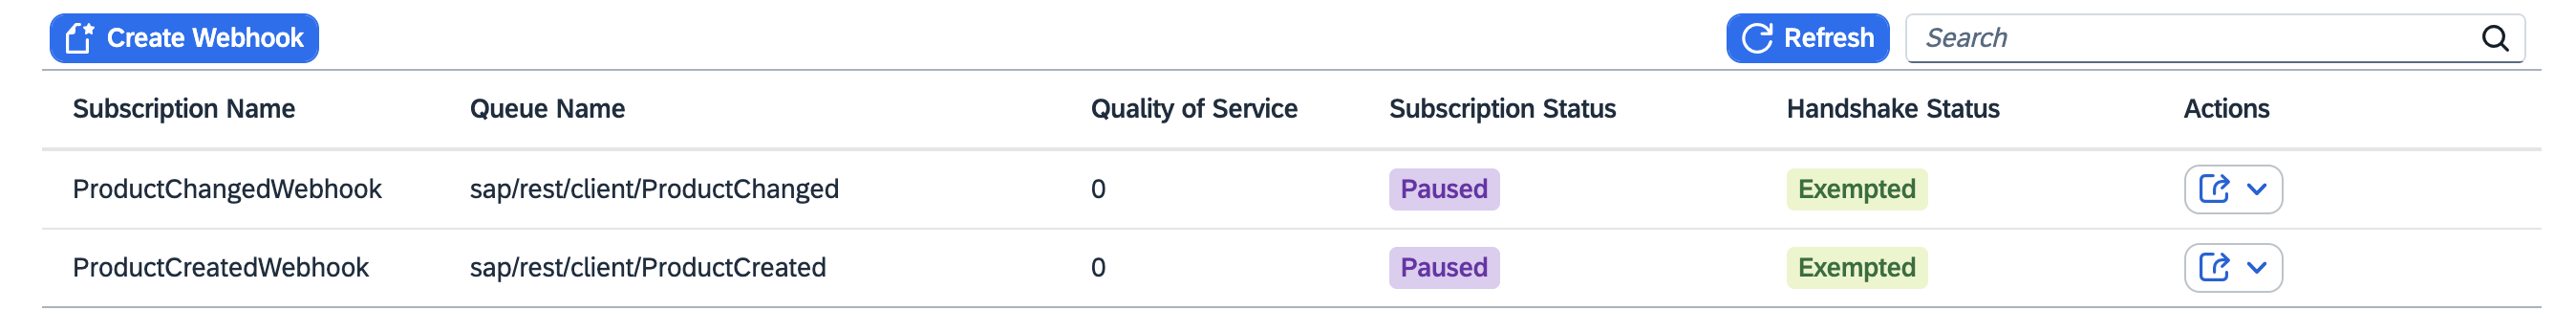 Create Webhook Refresh Search
Subscription Name Queue Name Quality of Service Subscription Status Handshake Status Actions
ProductChangedWebhook sap/rest/client/ProductChanged 0 Paused Exempted
ProductCreatedWebhook sap/rest/client/ProductCreated 0 Paused Exempted